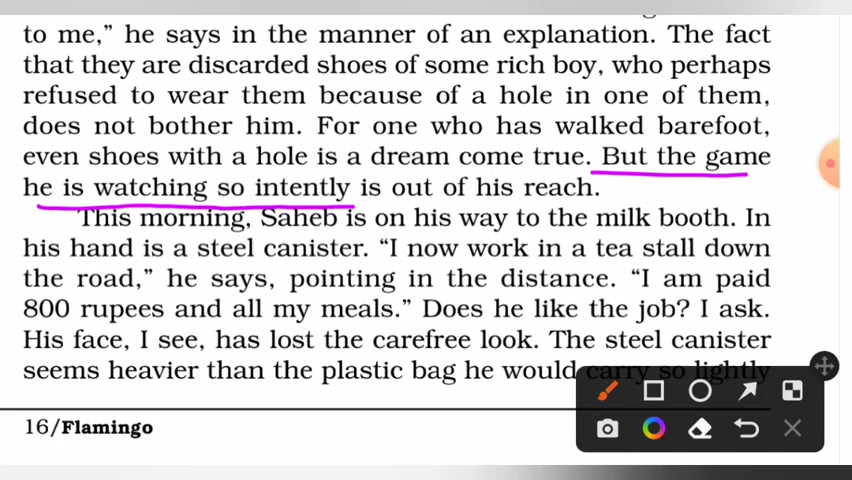 to me,” he says in the manner of an explanation. The fact
that they are discarded shoes of some rich boy, who perhaps
refused to wear them because of a hole in one of them,
does not bother him. For one who has walked barefoot,
even shoes with a hole is a dream come true. But the game
he is watching so intently is out of his reach.
This morning, Saheb is on his way to the milk booth. In
his hand is a steel canister. “I now work in a tea stall down
the road,” he says, pointing in the distance. “I am paid
800 rupees and all my meals.” Does he like the job? I ask.
His face, I see, has lost the carefree look. The steel canister
seems heavier than the plastic bag he would carry so lightly
16/Flamingo